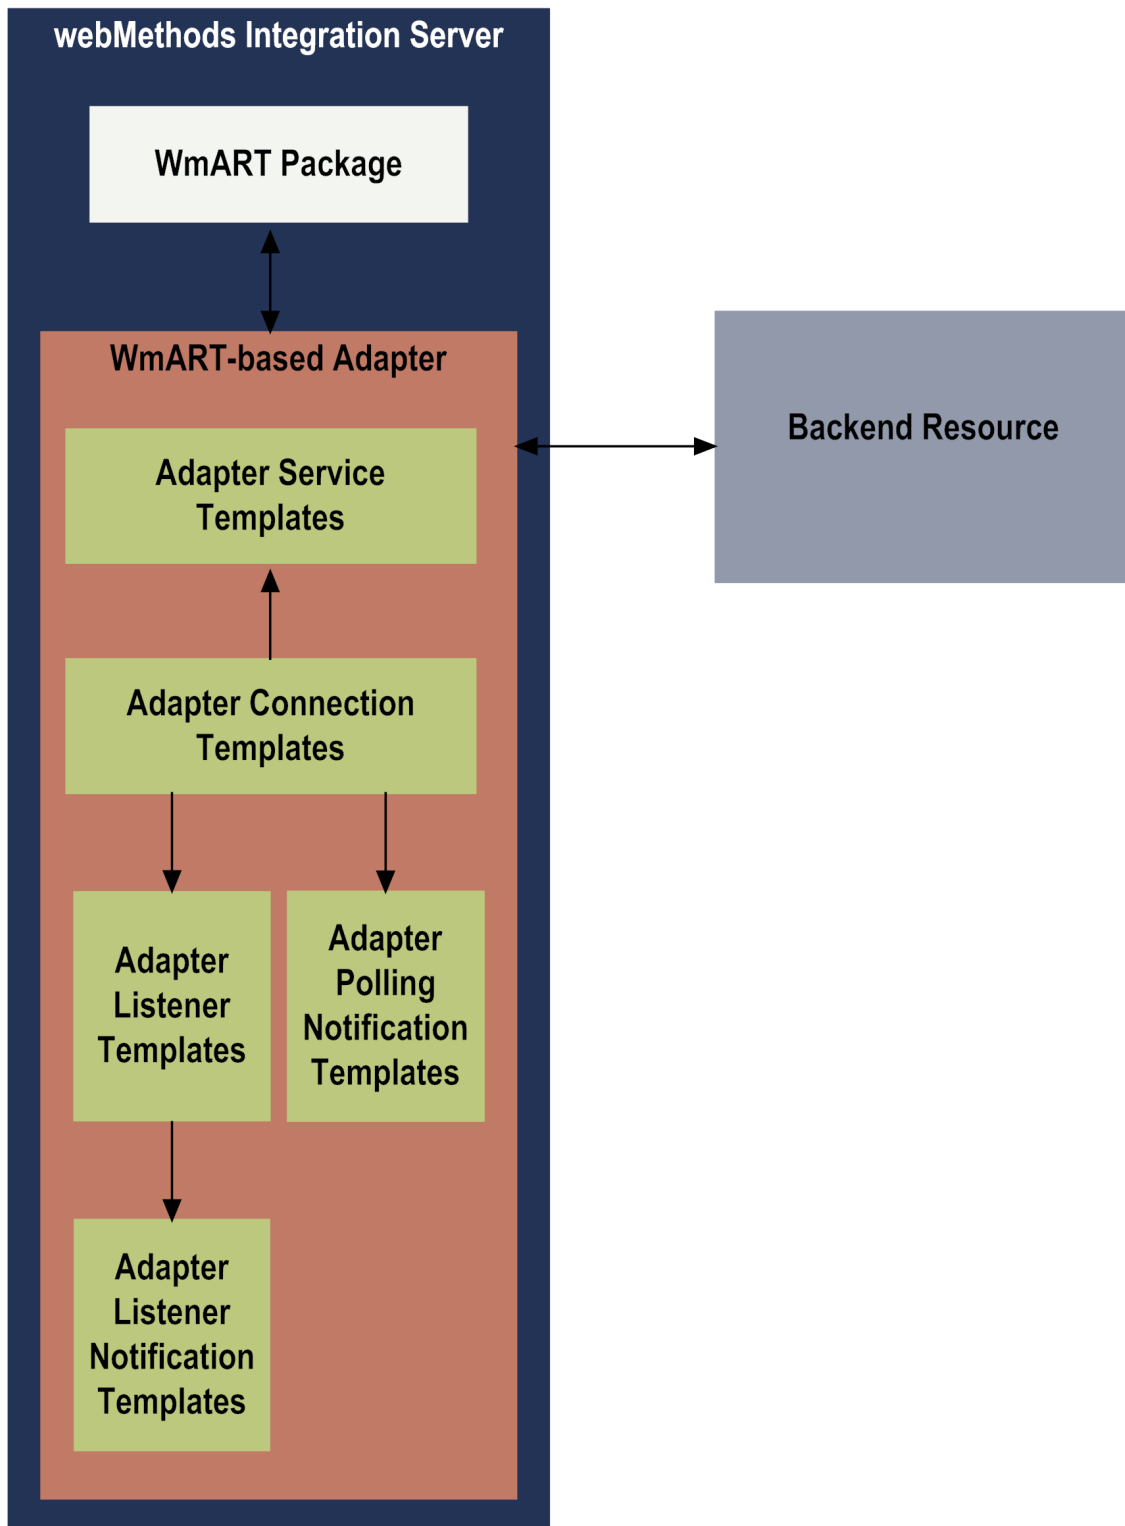 webMethods Integration Server
WmART Package
WmART-based Adapter
Adapter Service
Templates
Backend Resource
Adapter Connection
Templates
Adapter
Listener
Templates
Adapter
Polling
Notification
Templates
Adapter
Listener
Notification
Templates